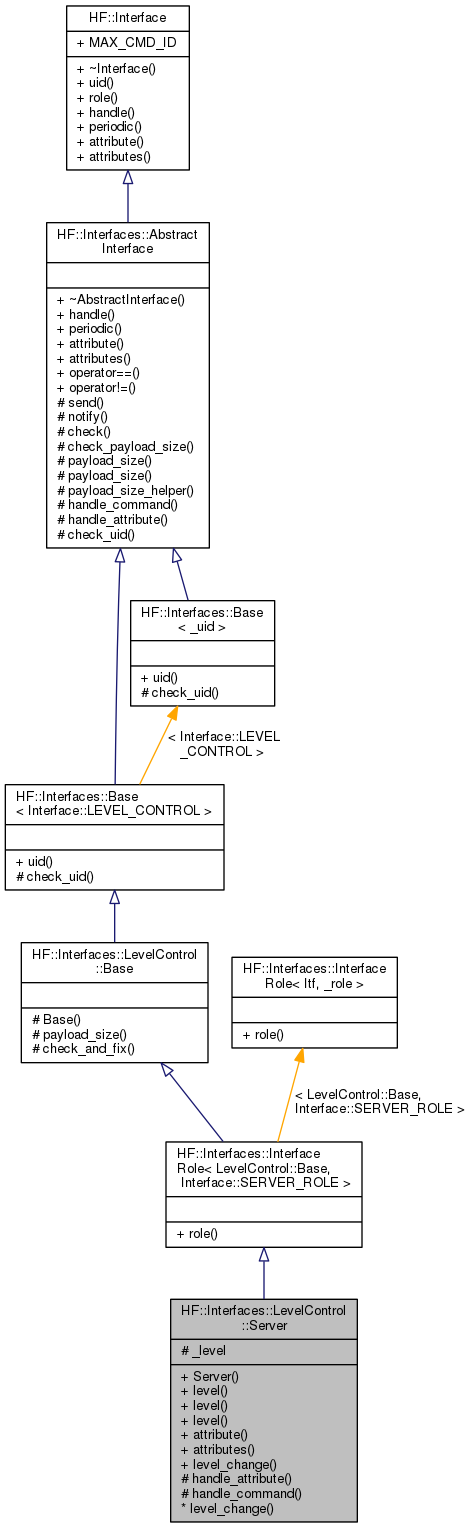 HF::Interface
+ MAX_CMD_ID
+ ~Interface()
+ uid()
+ role()
+ handle()
+ periodic()
+ attribute()
+ attributes()
HF::Interfaces::Abstract
Interface
+ ~AbstractInterface()
+ handle()
+ periodic()
+ attribute()
+ attributes()
+ operator==()
+ operator!=()
# send()
# notify()
# check()
# check_payload_size()
# payload_size()
# payload_size()
# payload_size_helper()
# handle_command()
# handle_attribute()
# check_uid()
HF::Interfaces::Base
< _uid >
+ uid()
# check_uid()
< Interface::LEVEL
_CONTROL >
HF::Interfaces::Base
< Interface::LEVEL_CONTROL >
+ uid()
# check_uid()
HF::Interfaces::LevelControl
::Base
# Base()
# payload_size()
# check_and_fix()
HF::Interfaces::Interface
Role< Itf, _role >
+ role()
< LevelControl::Base,
Interface::SERVER_ROLE >
HF::Interfaces::Interface
Role< LevelControl::Base,
Interface::SERVER_ROLE >
+ role()
HF::Interfaces::LevelControl
::Server
# _level
+ Server()
+ level()
+ level()
+ level()
+ attribute()
+ attributes()
+ level_change()
# handle_attribute()
# handle_command()
* level_change()